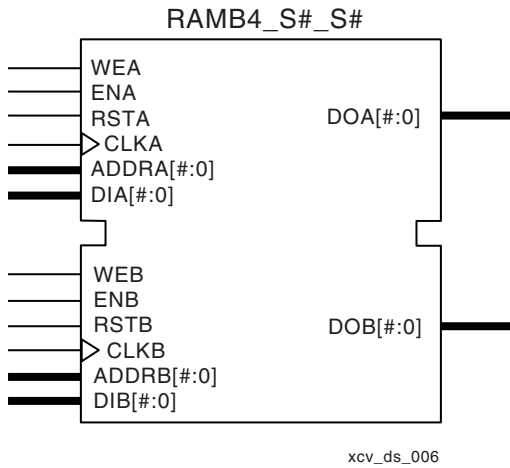 RAMB4_S#_S#
WEA
ENA
RSTA
DOA[#:0]
CLKA
ADDRA[#:0]
DIA[#:0]
WEB
ENB
RSTB
DOB[#:0]
CLKB
ADDRB[#:0]
DIB[#:0]
xcv_ds_006